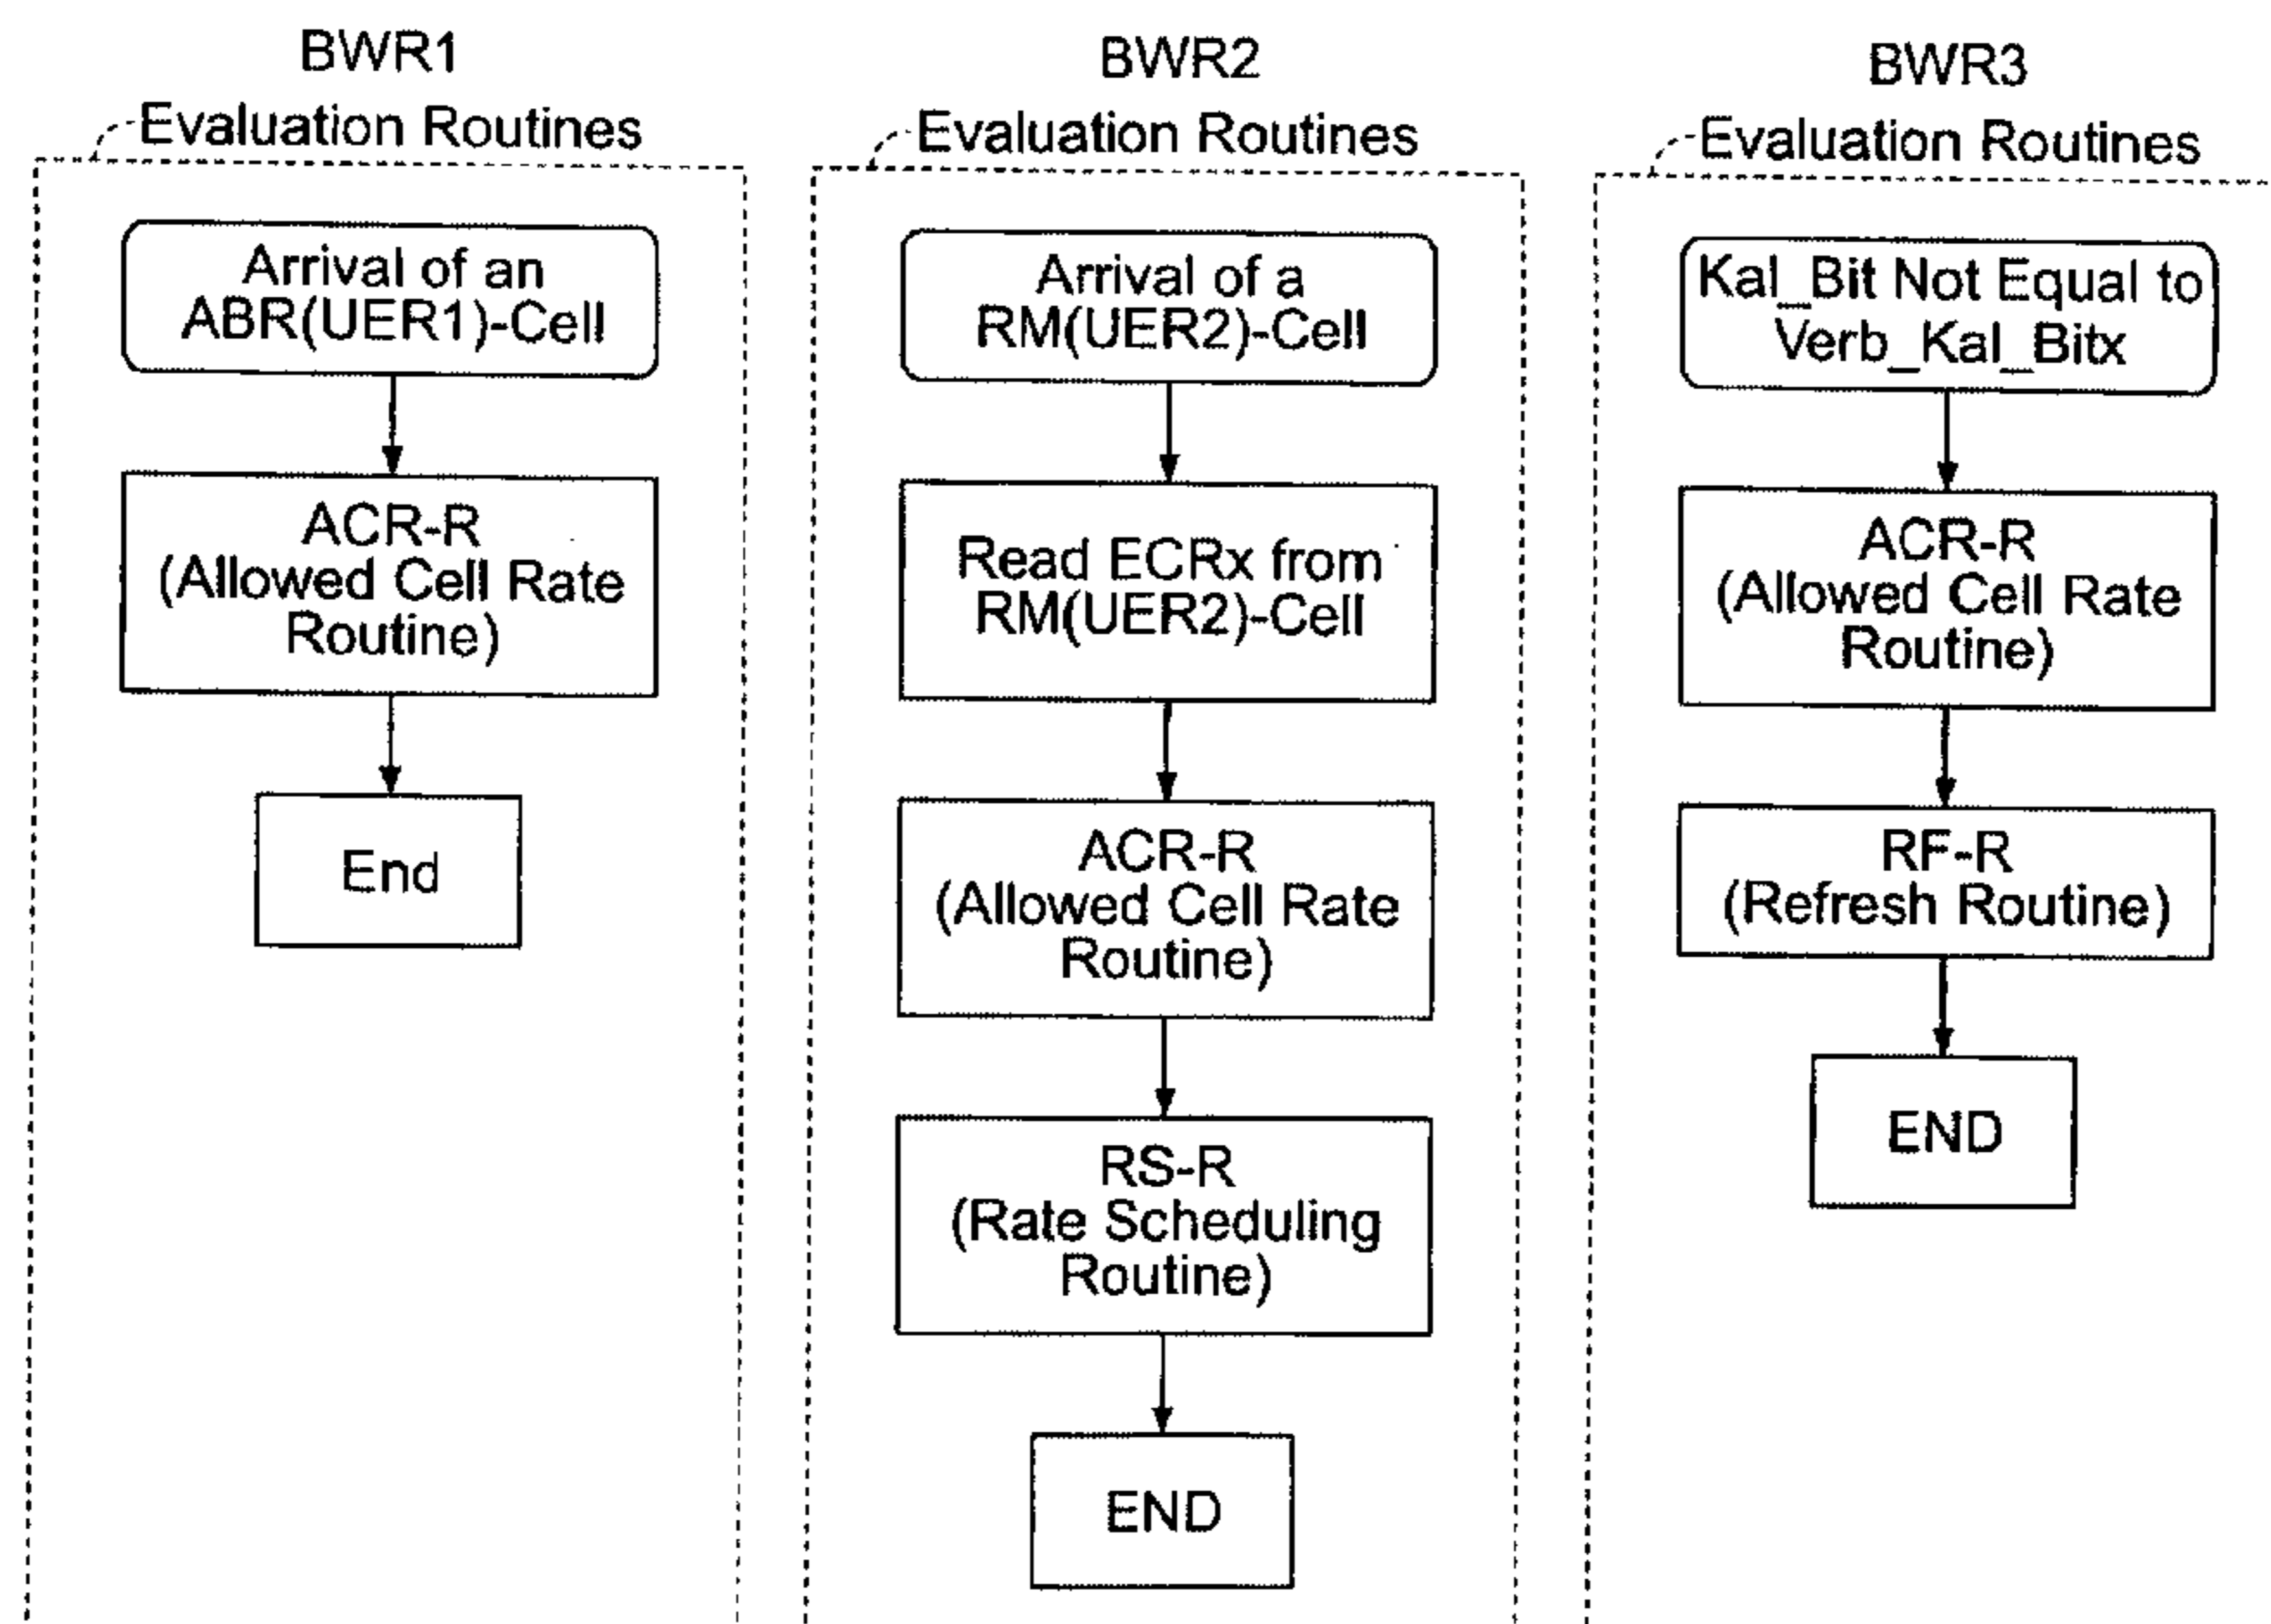 BWR1
Evaluation Routines
Arrival of an
ABR(UER1)-Cell
ACR-R
(Allowed Cell Rate
Routine)
End
BWR2
Evaluation Routines
Arrival of a
RM(UER2)-Cell
Read ECRx from
RM(UER2)-Cell
ACR-R
(Allowed Cell Rate
Routine)
RS-R
(Rate Scheduling
Routine)
END
BWR3
Evaluation Routines
Kal_Bit Not Equal to
Verb_Kal_Bitx
ACR-R
(Allowed Cell Rate
Routine)
RF-R
(Refresh Routine)
END